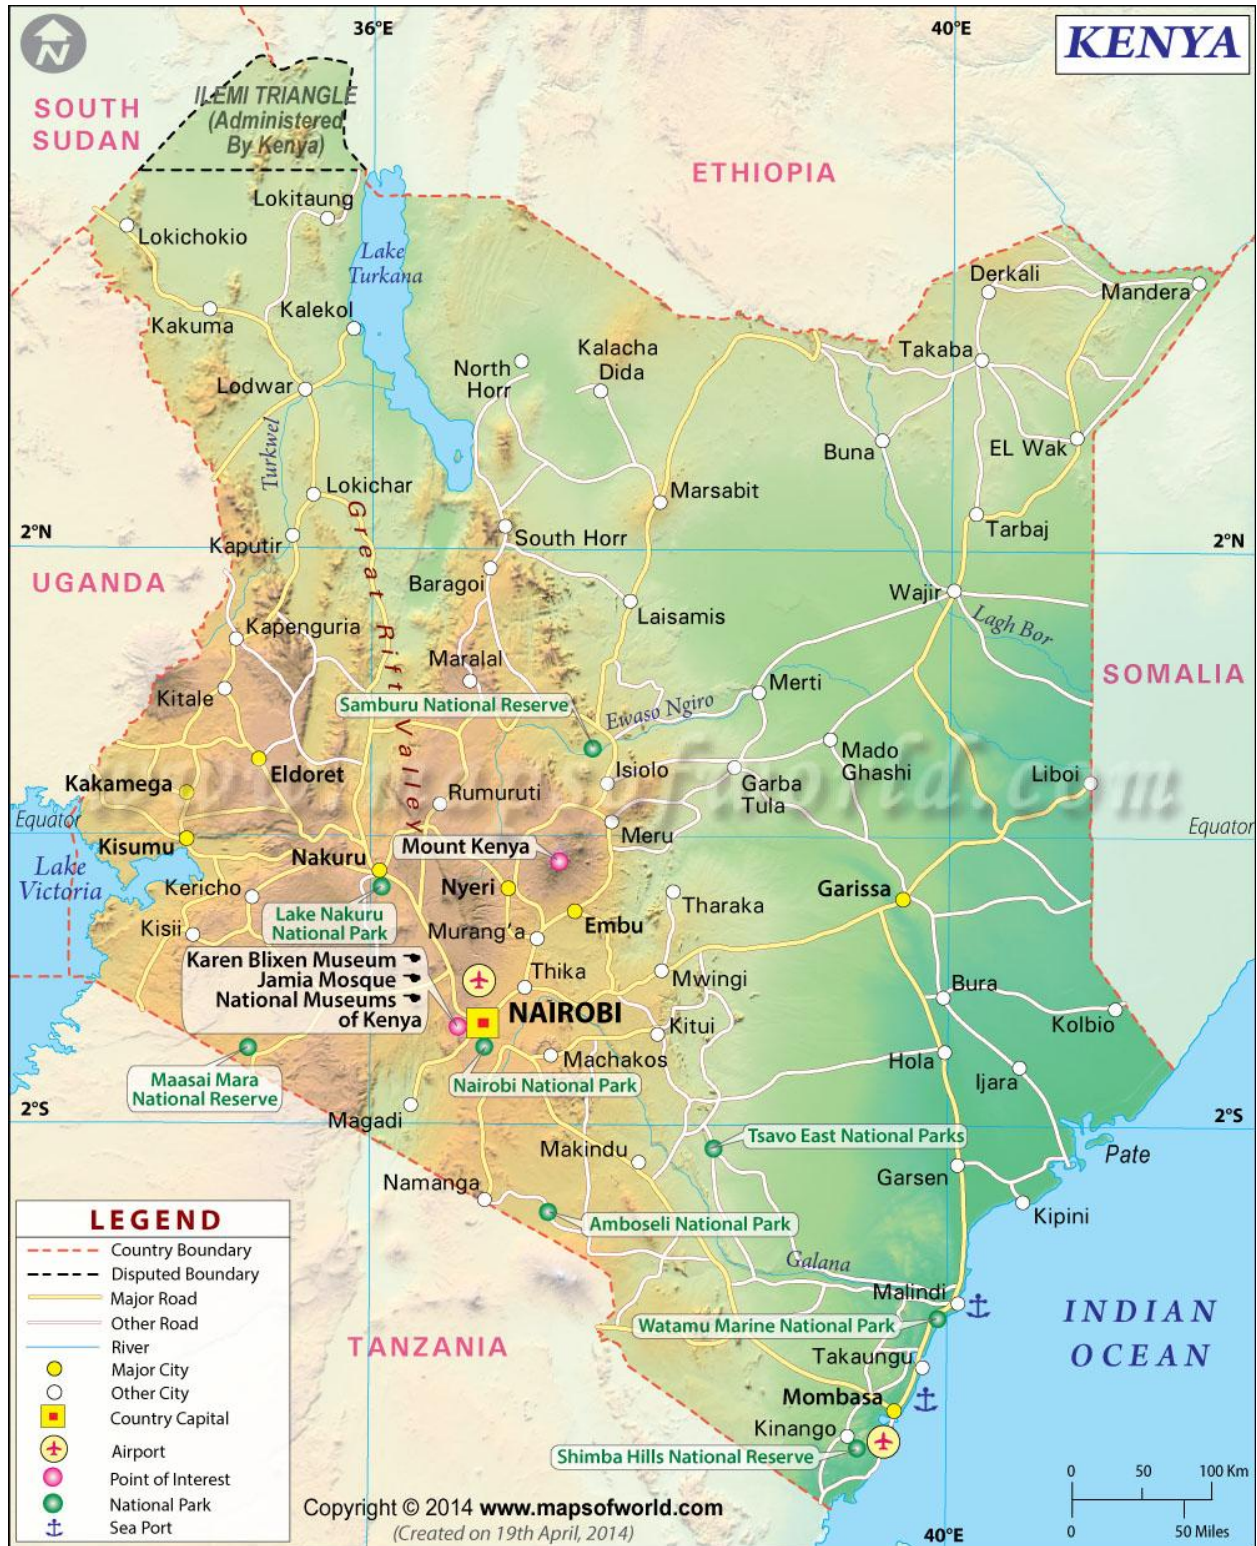 36°E
40°E
KENYA
N
SOUTH
SUDAN
ILEMI TRIANGLE
(Administered
By Kenya)
ETHIOPIA
Lokitaung
Lokichokio
Lake
Turkana
Derkali
Mandera
Kakuma
Kalekol
North
Horr
Kalacha
Dida
Takaba
Lodwar
Turkwel
Buna
EL Wak
Lokichar
Marsabit
Great Rift Valley
2°N
Kaputir
South Horr
Tarbaj
2°N
UGANDA
Baragoi
Laisamis
Wajir
Lagh Bor
Kapenguria
Maralal
SOMALIA
Kitale
Samburu National Reserve
Ewaso Ngiro
Merti
Eldoret
Isiolo
Mado
Ghashi
Kakamega
Rumuruti
Garba
Tula
Liboi
www.mapsofworld.com
Equator
Kisumu
Meru
Equator
Nakuru
Mount Kenya
Lake
Victoria
Kericho
Nyeri
Garissa
Lake Nakuru
National Park
Embu
Tharaka
Kisii
Murang'a
Karen Blixen Museum
Jamia Mosque
National Museums
of Kenya
Thika
Mwingi
Bura
NAIROBI
Kitui
Kolbio
Maasai Mara
National Reserve
Nairobi National Park
Machakos
Hola
Ijara
2°S
Magadi
2°S
Tsavo East National Parks
Makindu
Pate
Namanga
Garsen
Kipini
Amboseli National Park
Galana
Malindi
Watamu Marine National Park
INDIAN
OCEAN
TANZANIA
Takaungu
Mombasa
Kinango
Shimba Hills National Reserve
LEGEND
Country Boundary
Disputed Boundary
Major Road
Other Road
River
Major City
Other City
Country Capital
Airport
Point of Interest
National Park
Sea Port
Copyright © 2014 www.mapsofworld.com
(Created on 19th April, 2014)
40°E
0 50 100 Km
0 50 Miles